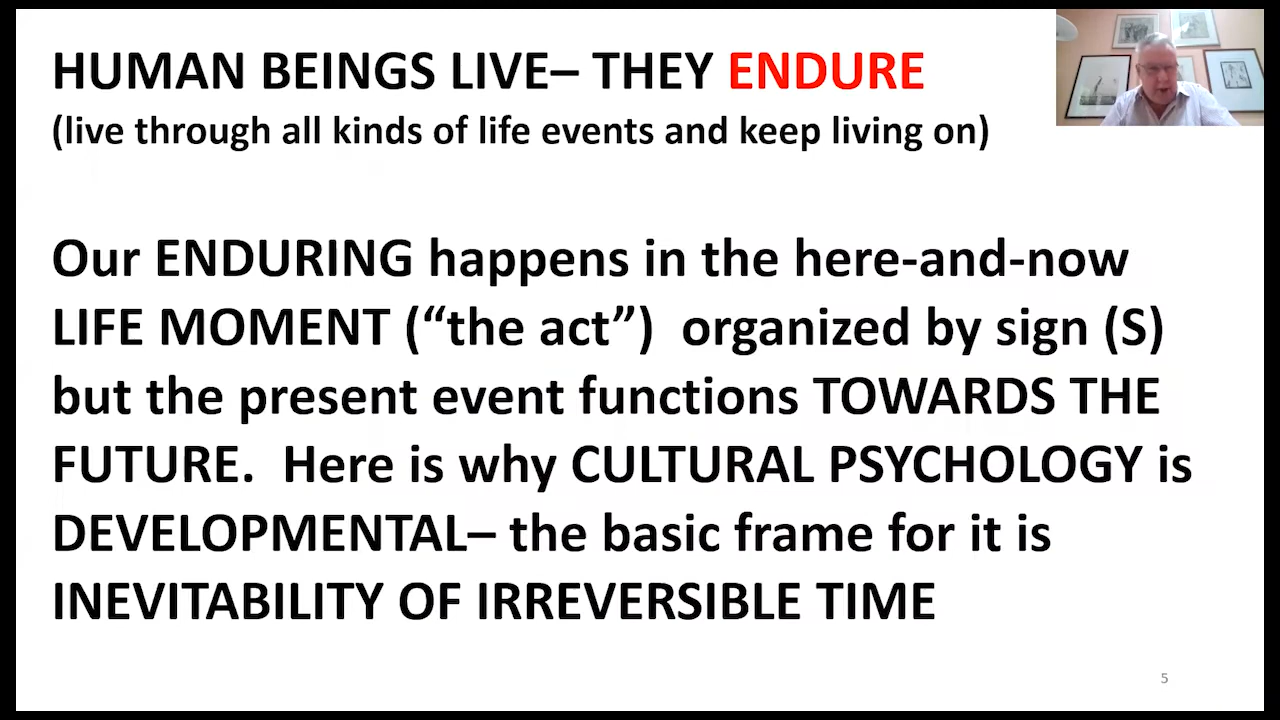 HUMAN BEINGS LIVE– THEY ENDURE
(live through all kinds of life events and keep living on)
Our ENDURING happens in the here-and-now
LIFE MOMENT (“the act”)  organized by sign (S)
but the present event functions TOWARDS THE
FUTURE.  Here is why CULTURAL PSYCHOLOGY is
DEVELOPMENTAL– the basic frame for it is
INEVITABILITY OF IRREVERSIBLE TIME
5